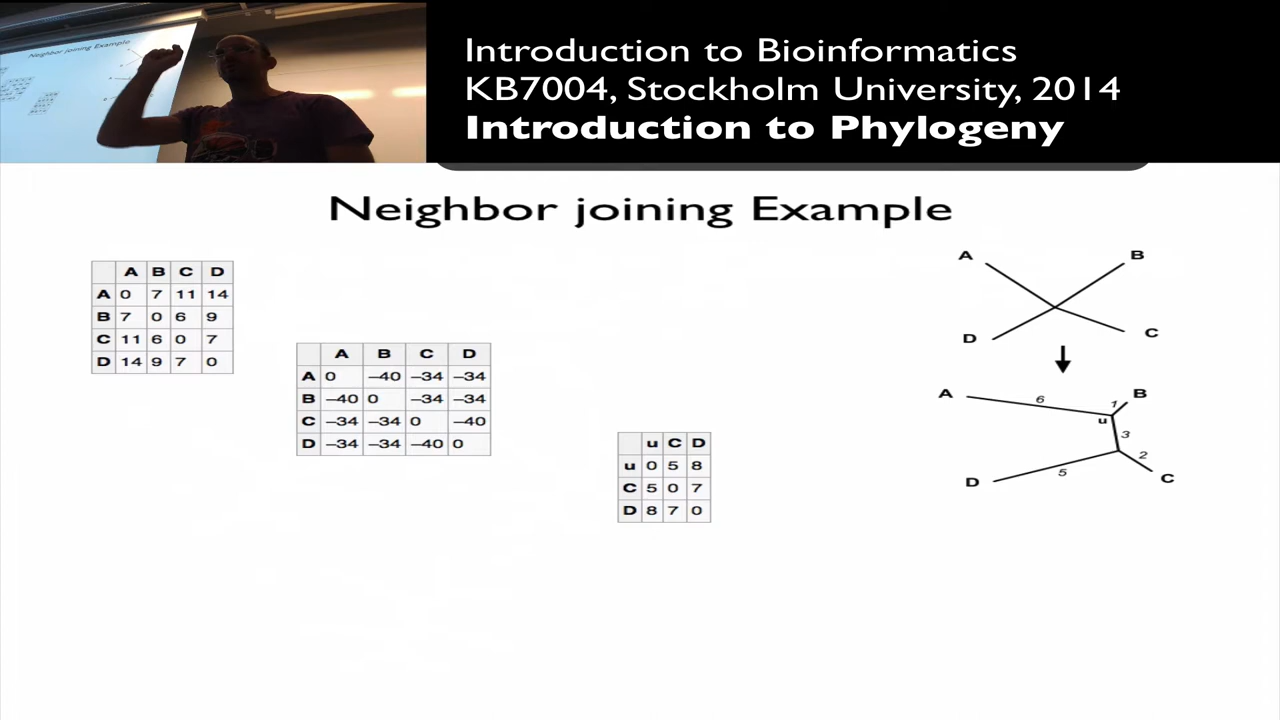 Neighbor joining Example
Introduction to Bioinformatics
KB7004, Stockholm University, 2014
Introduction to Phylogeny
Neighbor joining Example
A B C D
A 0 7 11 14
B 7 0 6 9
C 11 6 0 7
D 14 9 7 0
A B C D
A 0 –40 –34 –34
B –40 0 –34 –34
C –34 –34 0 –40
D –34 –34 –40 0
u C D
u 0 5 8
C 5 0 7
D 8 7 0
A B
D C
A 6 1 B
u
3
D 5 2 C